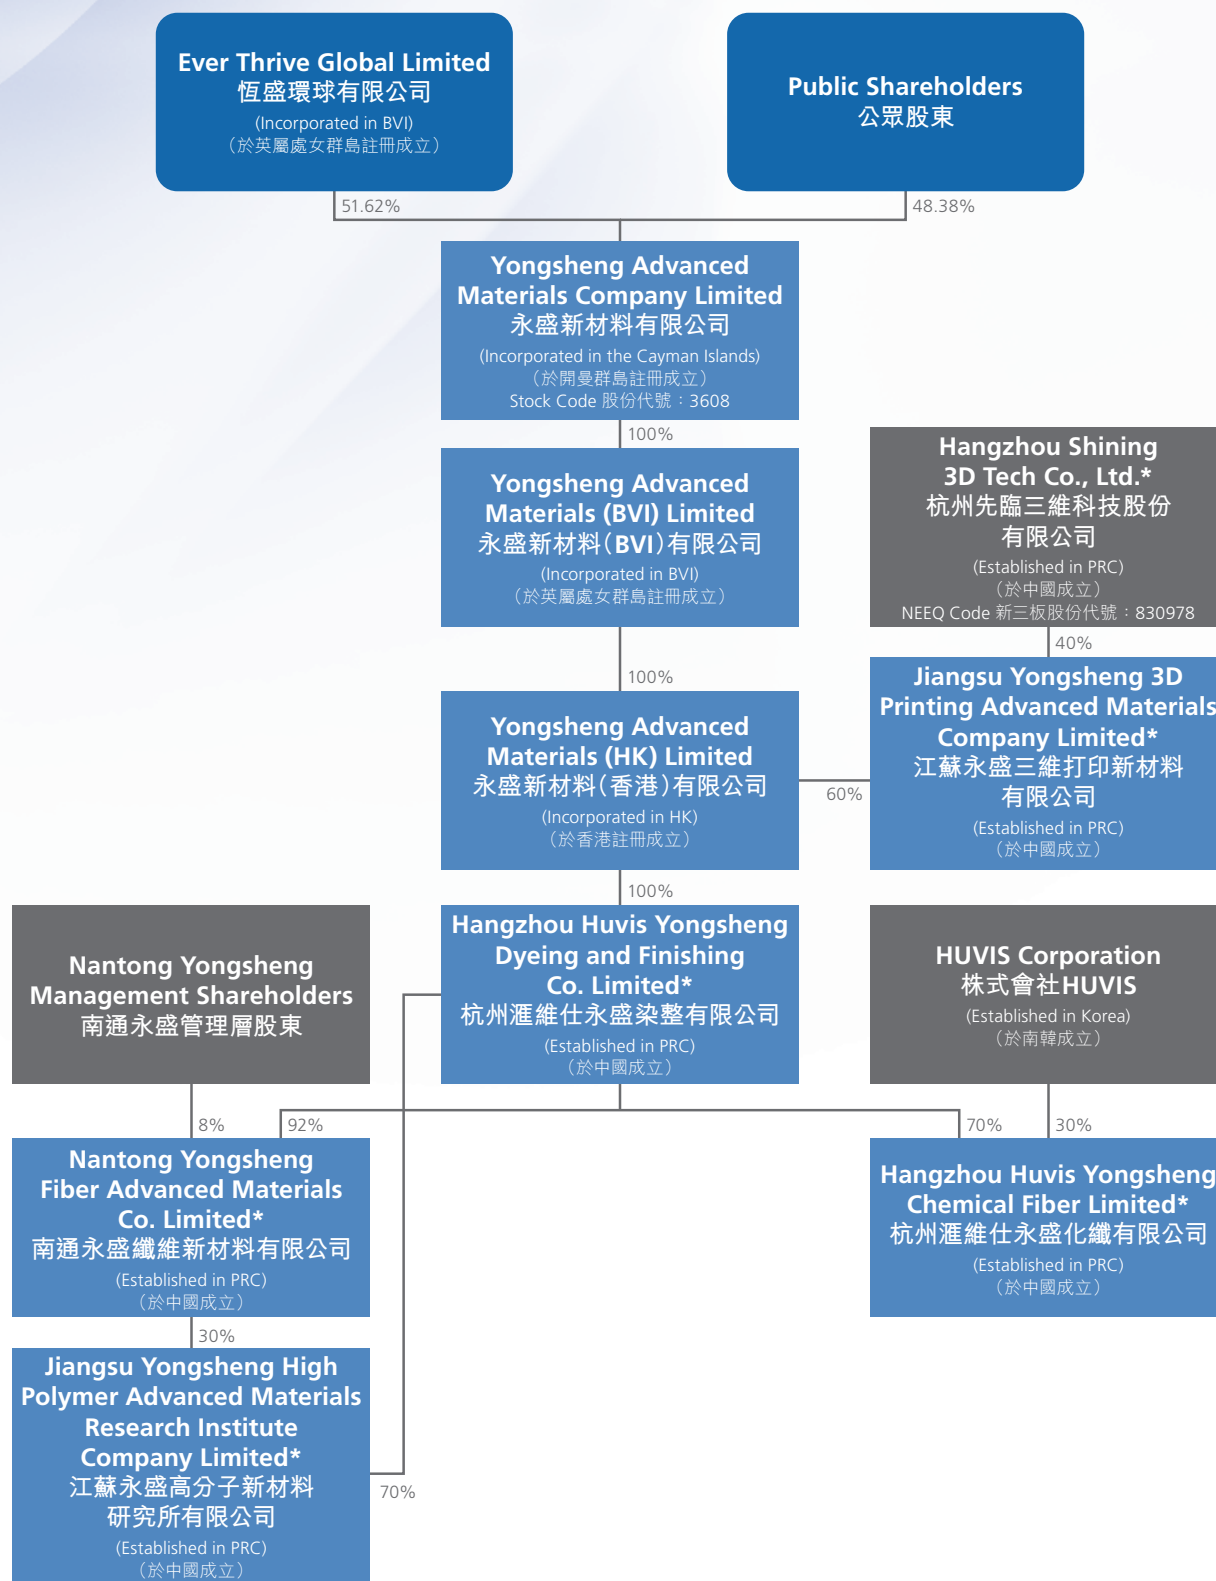 Ever Thrive Global Limited
恆盛環球有限公司
(Incorporated in BVI)
（於英屬處女群島註冊成立）
Public Shareholders
公眾股東
51.62%
48.38%
Yongsheng Advanced
Materials Company Limited
永盛新材料有限公司
(Incorporated in the Cayman Islands)
（於開曼群島註冊成立）
Stock Code 股份代號：3608
100%
Yongsheng Advanced
Materials (BVI) Limited
永盛新材料（BVI）有限公司
(Incorporated in BVI)
（於英屬處女群島註冊成立）
Hangzhou Shining
3D Tech Co., Ltd.*
杭州先臨三維科技股份
有限公司
(Established in PRC)
（於中國成立）
NEEQ Code 新三板股份代號：830978
100%
40%
Yongsheng Advanced
Materials (HK) Limited
永盛新材料（香港）有限公司
(Incorporated in HK)
（於香港註冊成立）
60%
Jiangsu Yongsheng 3D
Printing Advanced Materials
Company Limited*
江蘇永盛三維打印新材料
有限公司
(Established in PRC)
（於中國成立）
100%
Nantong Yongsheng
Management Shareholders
南通永盛管理層股東
Hangzhou Huvis Yongsheng
Dyeing and Finishing
Co. Limited*
杭州滙維仕永盛染整有限公司
(Established in PRC)
（於中國成立）
HUVIS Corporation
株式會社HUVIS
(Established in Korea)
（於南韓成立）
8%
92%
70%
30%
Nantong Yongsheng
Fiber Advanced Materials
Co. Limited*
南通永盛纖維新材料有限公司
(Established in PRC)
（於中國成立）
Hangzhou Huvis Yongsheng
Chemical Fiber Limited*
杭州滙維仕永盛化纖有限公司
(Established in PRC)
（於中國成立）
30%
Jiangsu Yongsheng High
Polymer Advanced Materials
Research Institute
Company Limited*
江蘇永盛高分子新材料
研究所有限公司
(Established in PRC)
（於中國成立）
70%